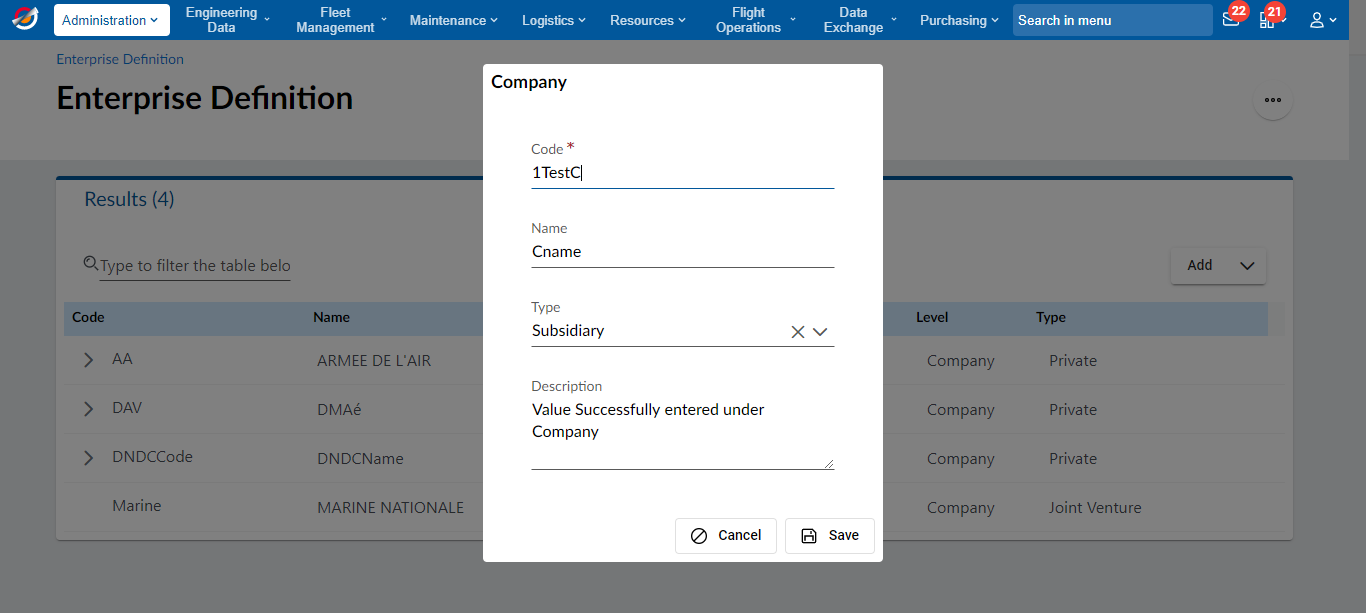 Administration
Engineering
Data
Fleet
Management
Maintenance
Logistics
Resources
Flight
Operations
Data
Exchange
Purchasing
Search in menu
22
21
Enterprise Definition
Enterprise Definition
Results (4)
Type to filter the table belo
Add
Code Name Level Type
AA ARMEE DE L'AIR Company Private
DAV DMAé Company Private
DNDCCode DNDCName Company Private
Marine MARINE NATIONALE Company Joint Venture
Company
Code *
1TestC
Name
Cname
Type
Subsidiary
Description
Value Successfully entered under
Company
Cancel
Save